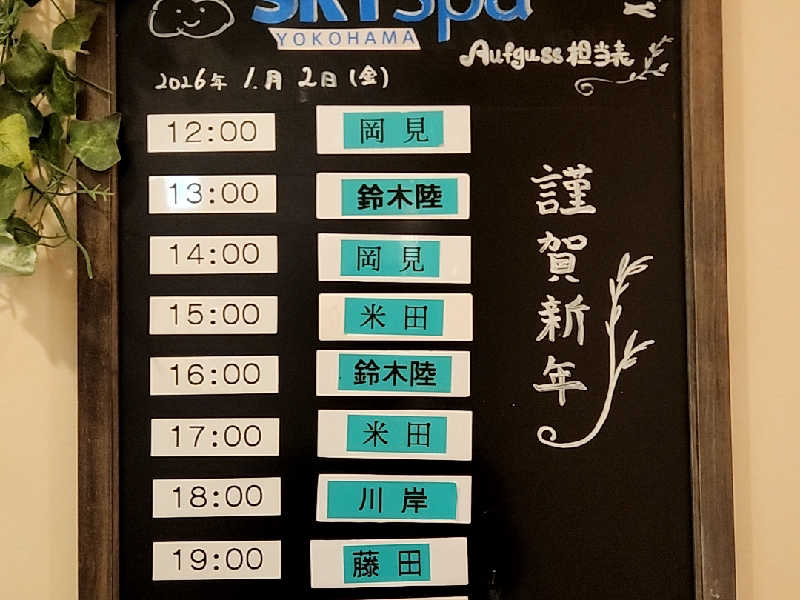 SKYSpa
YOKOHAMA
Aufguss担当表
2026年 1月 2日(金)
12:00 岡見
13:00 鈴木陸
14:00 岡見
15:00 米田
16:00 鈴木陸
17:00 米田
18:00 川岸
19:00 藤田
謹賀新年